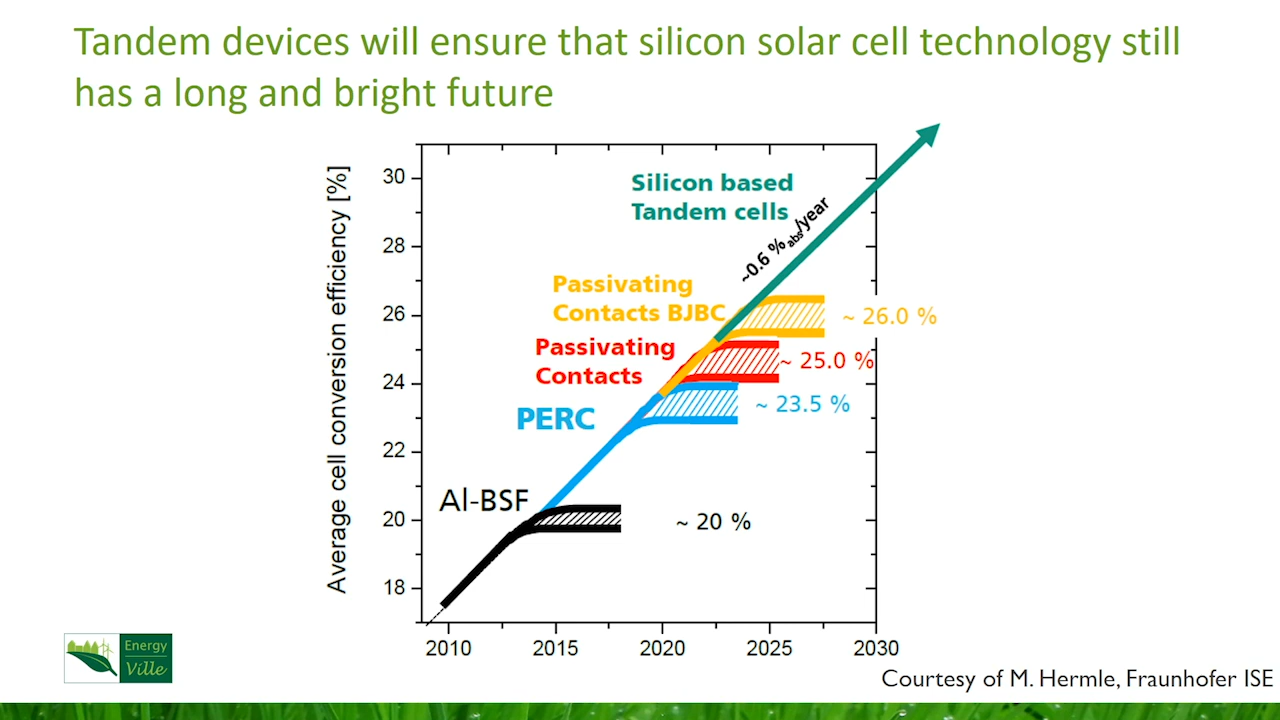 Tandem devices will ensure that silicon solar cell technology still
has a long and bright future
Average cell conversion efficiency [%]
30
28
26
24
22
20
18
2010
2015
2020
2025
2030
Silicon based
Tandem cells
~0.6 %abs/year
Passivating
Contacts BJBC
~ 26.0 %
Passivating
Contacts
~ 25.0 %
PERC
~ 23.5 %
Al-BSF
~ 20 %
Energy
Ville
Courtesy of M. Hermle, Fraunhofer ISE